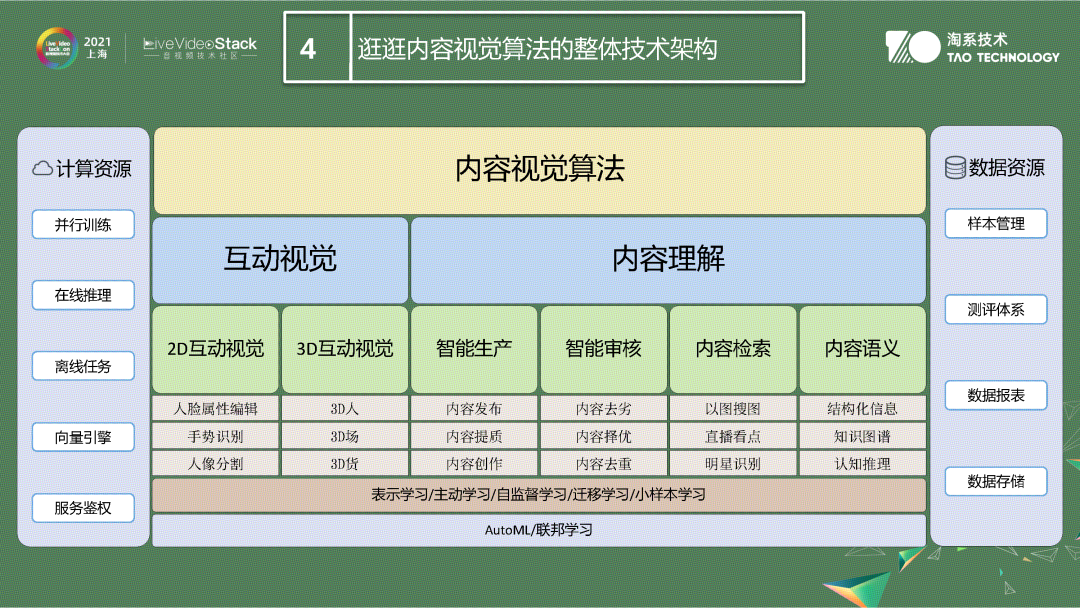 2021
上海
LiveVideoStack
音视频技术社区
4
逛逛内容视觉算法的整体技术架构
淘系技术
TAO TECHNOLOGY
计算资源
并行训练
在线推理
离线任务
向量引擎
服务鉴权
内容视觉算法
互动视觉
内容理解
2D互动视觉
3D互动视觉
智能生产
智能审核
内容检索
内容语义
人脸属性编辑
3D人
内容发布
内容去劣
以图搜图
结构化信息
手势识别
3D场
内容提质
内容择优
直播看点
知识图谱
人像分割
3D货
内容创作
内容去重
明星识别
认知推理
表示学习/主动学习/自监督学习/迁移学习/小样本学习
AutoML/联邦学习
数据资源
样本管理
测评体系
数据报表
数据存储